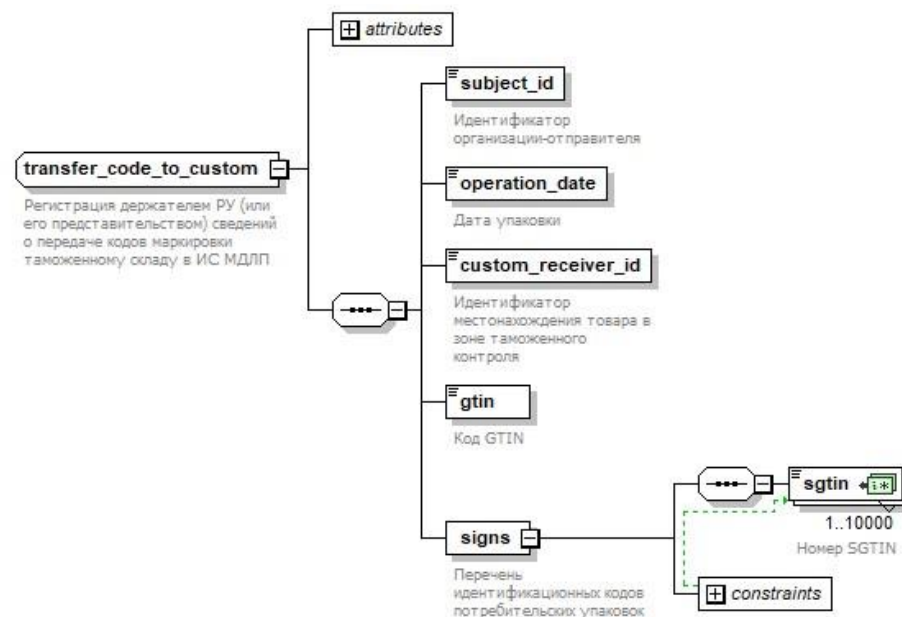 attributes
subject_id
Идентификатор
организации-отправителя
transfer_code_to_custom
operation_date
Регистрация держателем РУ (или
его представительством) сведений
о передаче кодов маркировки
таможенному складу в ИС МДЛП
Дата упаковки
custom_receiver_id
Идентификатор
местонахождения товара в
зоне таможенного
контроля
gtin
Код GTIN
sgtin
1..10000
Номер SGTIN
signs
Перечень
идентификационных кодов
потребительских упаковок
constraints